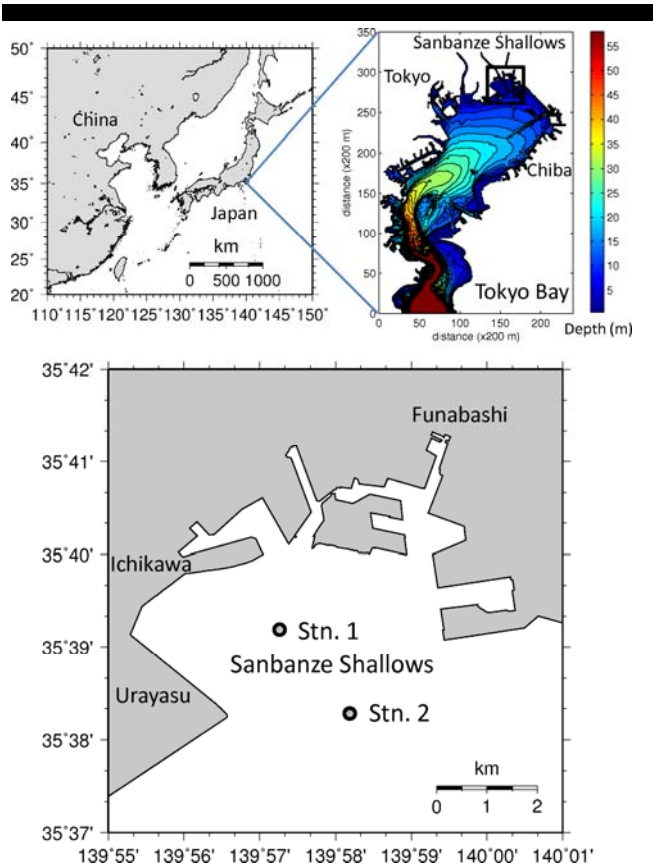 50°
45°
40°
35°
30°
25°
20°
110°115°120°125°130°135°140°145°150°
China
Japan
km
0 500 1000
350
300
250
200
150
100
50
0
distance (x200 m)
50 100 150 200
distance (x200 m)
Sanbanze Shallows
Tokyo
Chiba
Tokyo Bay
55
50
45
40
35
30
25
20
15
10
5
Depth (m)
35°42'
35°41'
35°40'
35°39'
35°38'
35°37'
Funabashi
Ichikawa
Stn. 1
Sanbanze Shallows
Urayasu
Stn. 2
km
0 1 2
139°55' 139°56' 139°57' 139°58' 139°59' 140°00' 140°01'